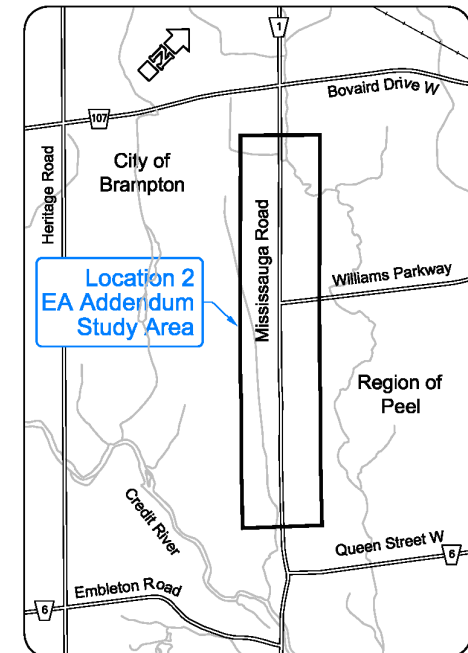 1
N
Bovaird Drive W
107
City of
Brampton
Heritage Road
Mississauga Road
Location 2
EA Addendum
Study Area
Williams Parkway
Region of
Peel
Credit River
Queen Street W
6
Embleton Road
6